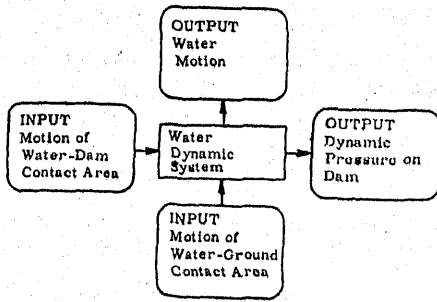 OUTPUT
Water
Motion
INPUT
Motion of
Water-Dam
Contact Area
Water
Dynamic
System
OUTPUT
Dynamic
Pressure on
Dam
INPUT
Motion of
Water-Ground
Contact Area